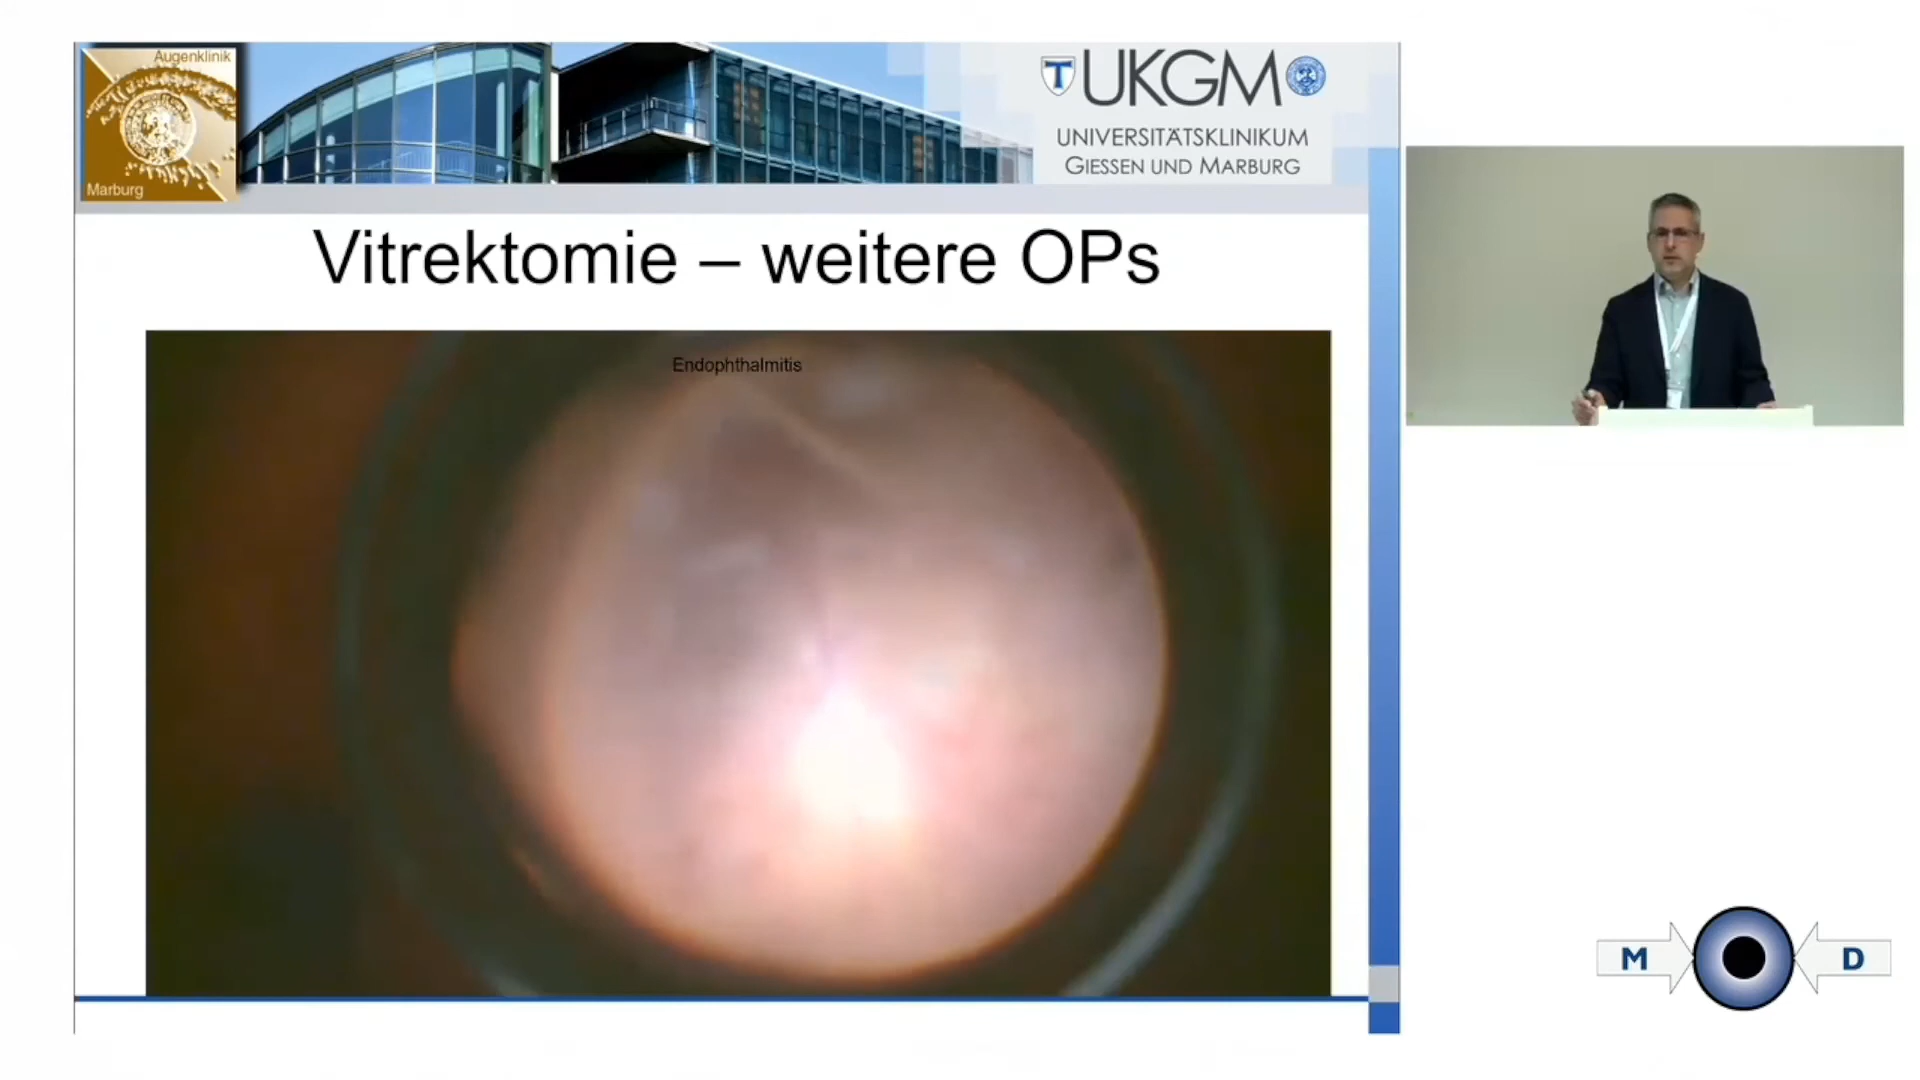 Augenklinik
Marburg
UKGM
UNIVERSITÄTSKLINIKUM
GIESSEN UND MARBURG
Vitrektomie – weitere OPs
Endophthalmitis
M
D